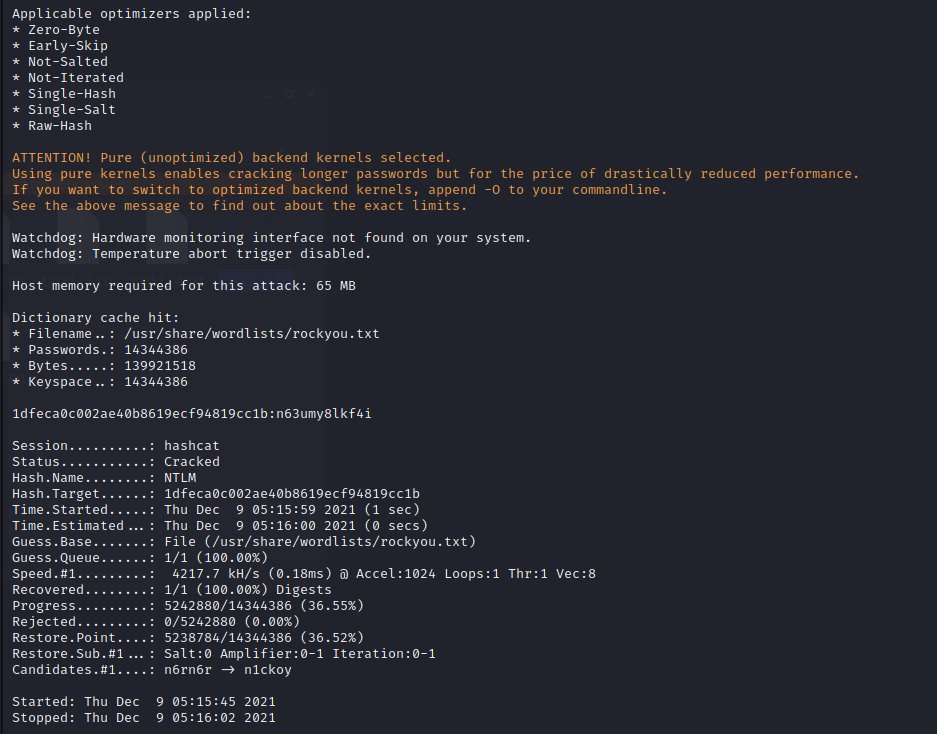 Applicable optimizers applied:
* Zero-Byte
* Early-Skip
* Not-Salted
* Not-Iterated
* Single-Hash
* Single-Salt
* Raw-Hash
ATTENTION! Pure (unoptimized) backend kernels selected.
Using pure kernels enables cracking longer passwords but for the price of drastically reduced performance.
If you want to switch to optimized backend kernels, append -O to your commandline.
See the above message to find out about the exact limits.
Watchdog: Hardware monitoring interface not found on your system.
Watchdog: Temperature abort trigger disabled.
Host memory required for this attack: 65 MB
Dictionary cache hit:
* Filename..: /usr/share/wordlists/rockyou.txt
* Passwords.: 14344386
* Bytes.....: 139921518
* Keyspace..: 14344386
1dfeca0c002ae40b8619ecf94819cc1b:n63umy8lkf4i
Session..........: hashcat
Status...........: Cracked
Hash.Name........: NTLM
Hash.Target......: 1dfeca0c002ae40b8619ecf94819cc1b
Time.Started.....: Thu Dec  9 05:15:59 2021 (1 sec)
Time.Estimated...: Thu Dec  9 05:16:00 2021 (0 secs)
Guess.Base.......: File (/usr/share/wordlists/rockyou.txt)
Guess.Queue......: 1/1 (100.00%)
Speed.#1.........:  4217.7 kH/s (0.18ms) @ Accel:1024 Loops:1 Thr:1 Vec:8
Recovered........: 1/1 (100.00%) Digests
Progress.........: 5242880/14344386 (36.55%)
Rejected.........: 0/5242880 (0.00%)
Restore.Point....: 5238784/14344386 (36.52%)
Restore.Sub.#1...: Salt:0 Amplifier:0-1 Iteration:0-1
Candidates.#1....: n6rn6r -> n1ckoy
Started: Thu Dec  9 05:15:45 2021
Stopped: Thu Dec  9 05:16:02 2021